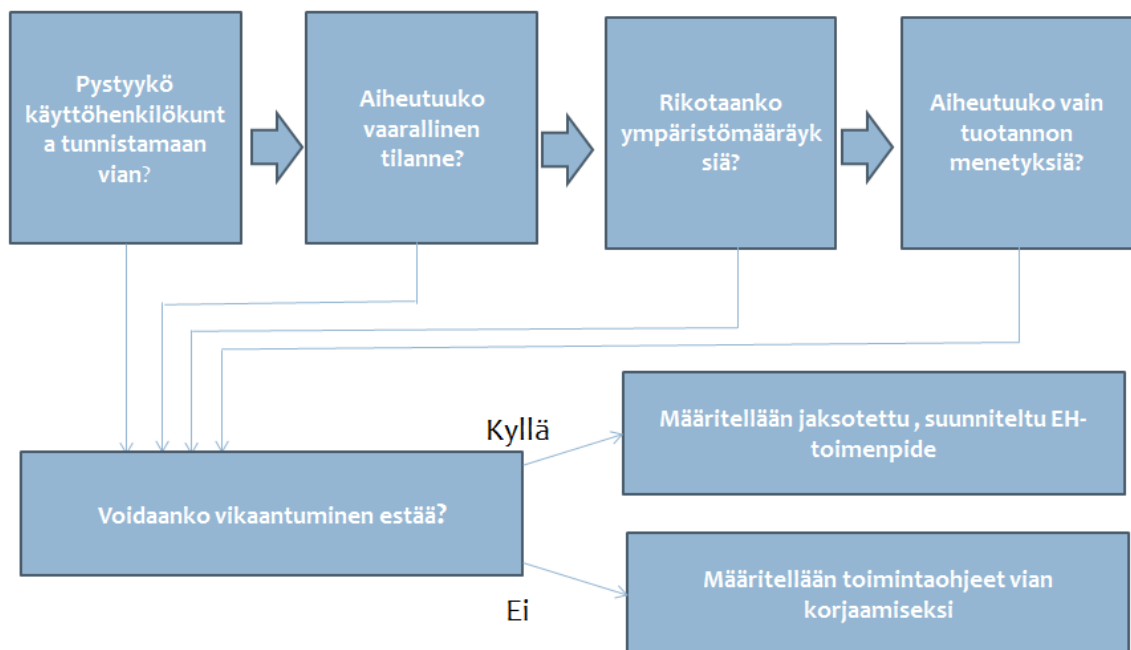 Pystyykö
käyttöhenkilökunt
a tunnistamaan
vian?
Aiheutuuko
vaarallinen
tilanne?
Rikotaanko
ympäristömääräyk
siä?
Aiheutuuko vain
tuotannon
menetyksiä?
Kyllä
Määritellään jaksotettu , suunniteltu EH-
toimenpide
Voidaanko vikaantuminen estää?
Ei
Määritellään toimintaohjeet vian
korjaamiseksi